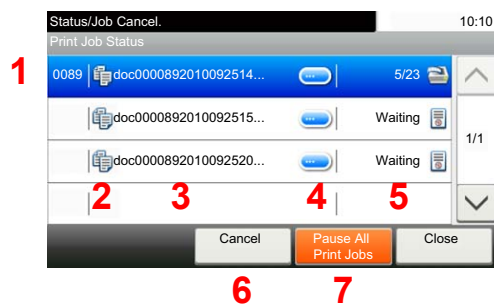 Status/Job Cancel. 10:10
Print Job Status
1 0089 doc0000892010092514... ... 5/23
doc0000892010092515... ... Waiting
1/1
doc0000892010092520... ... Waiting
2 3 4 5
Cancel Pause All Close
Print Jobs
6 7